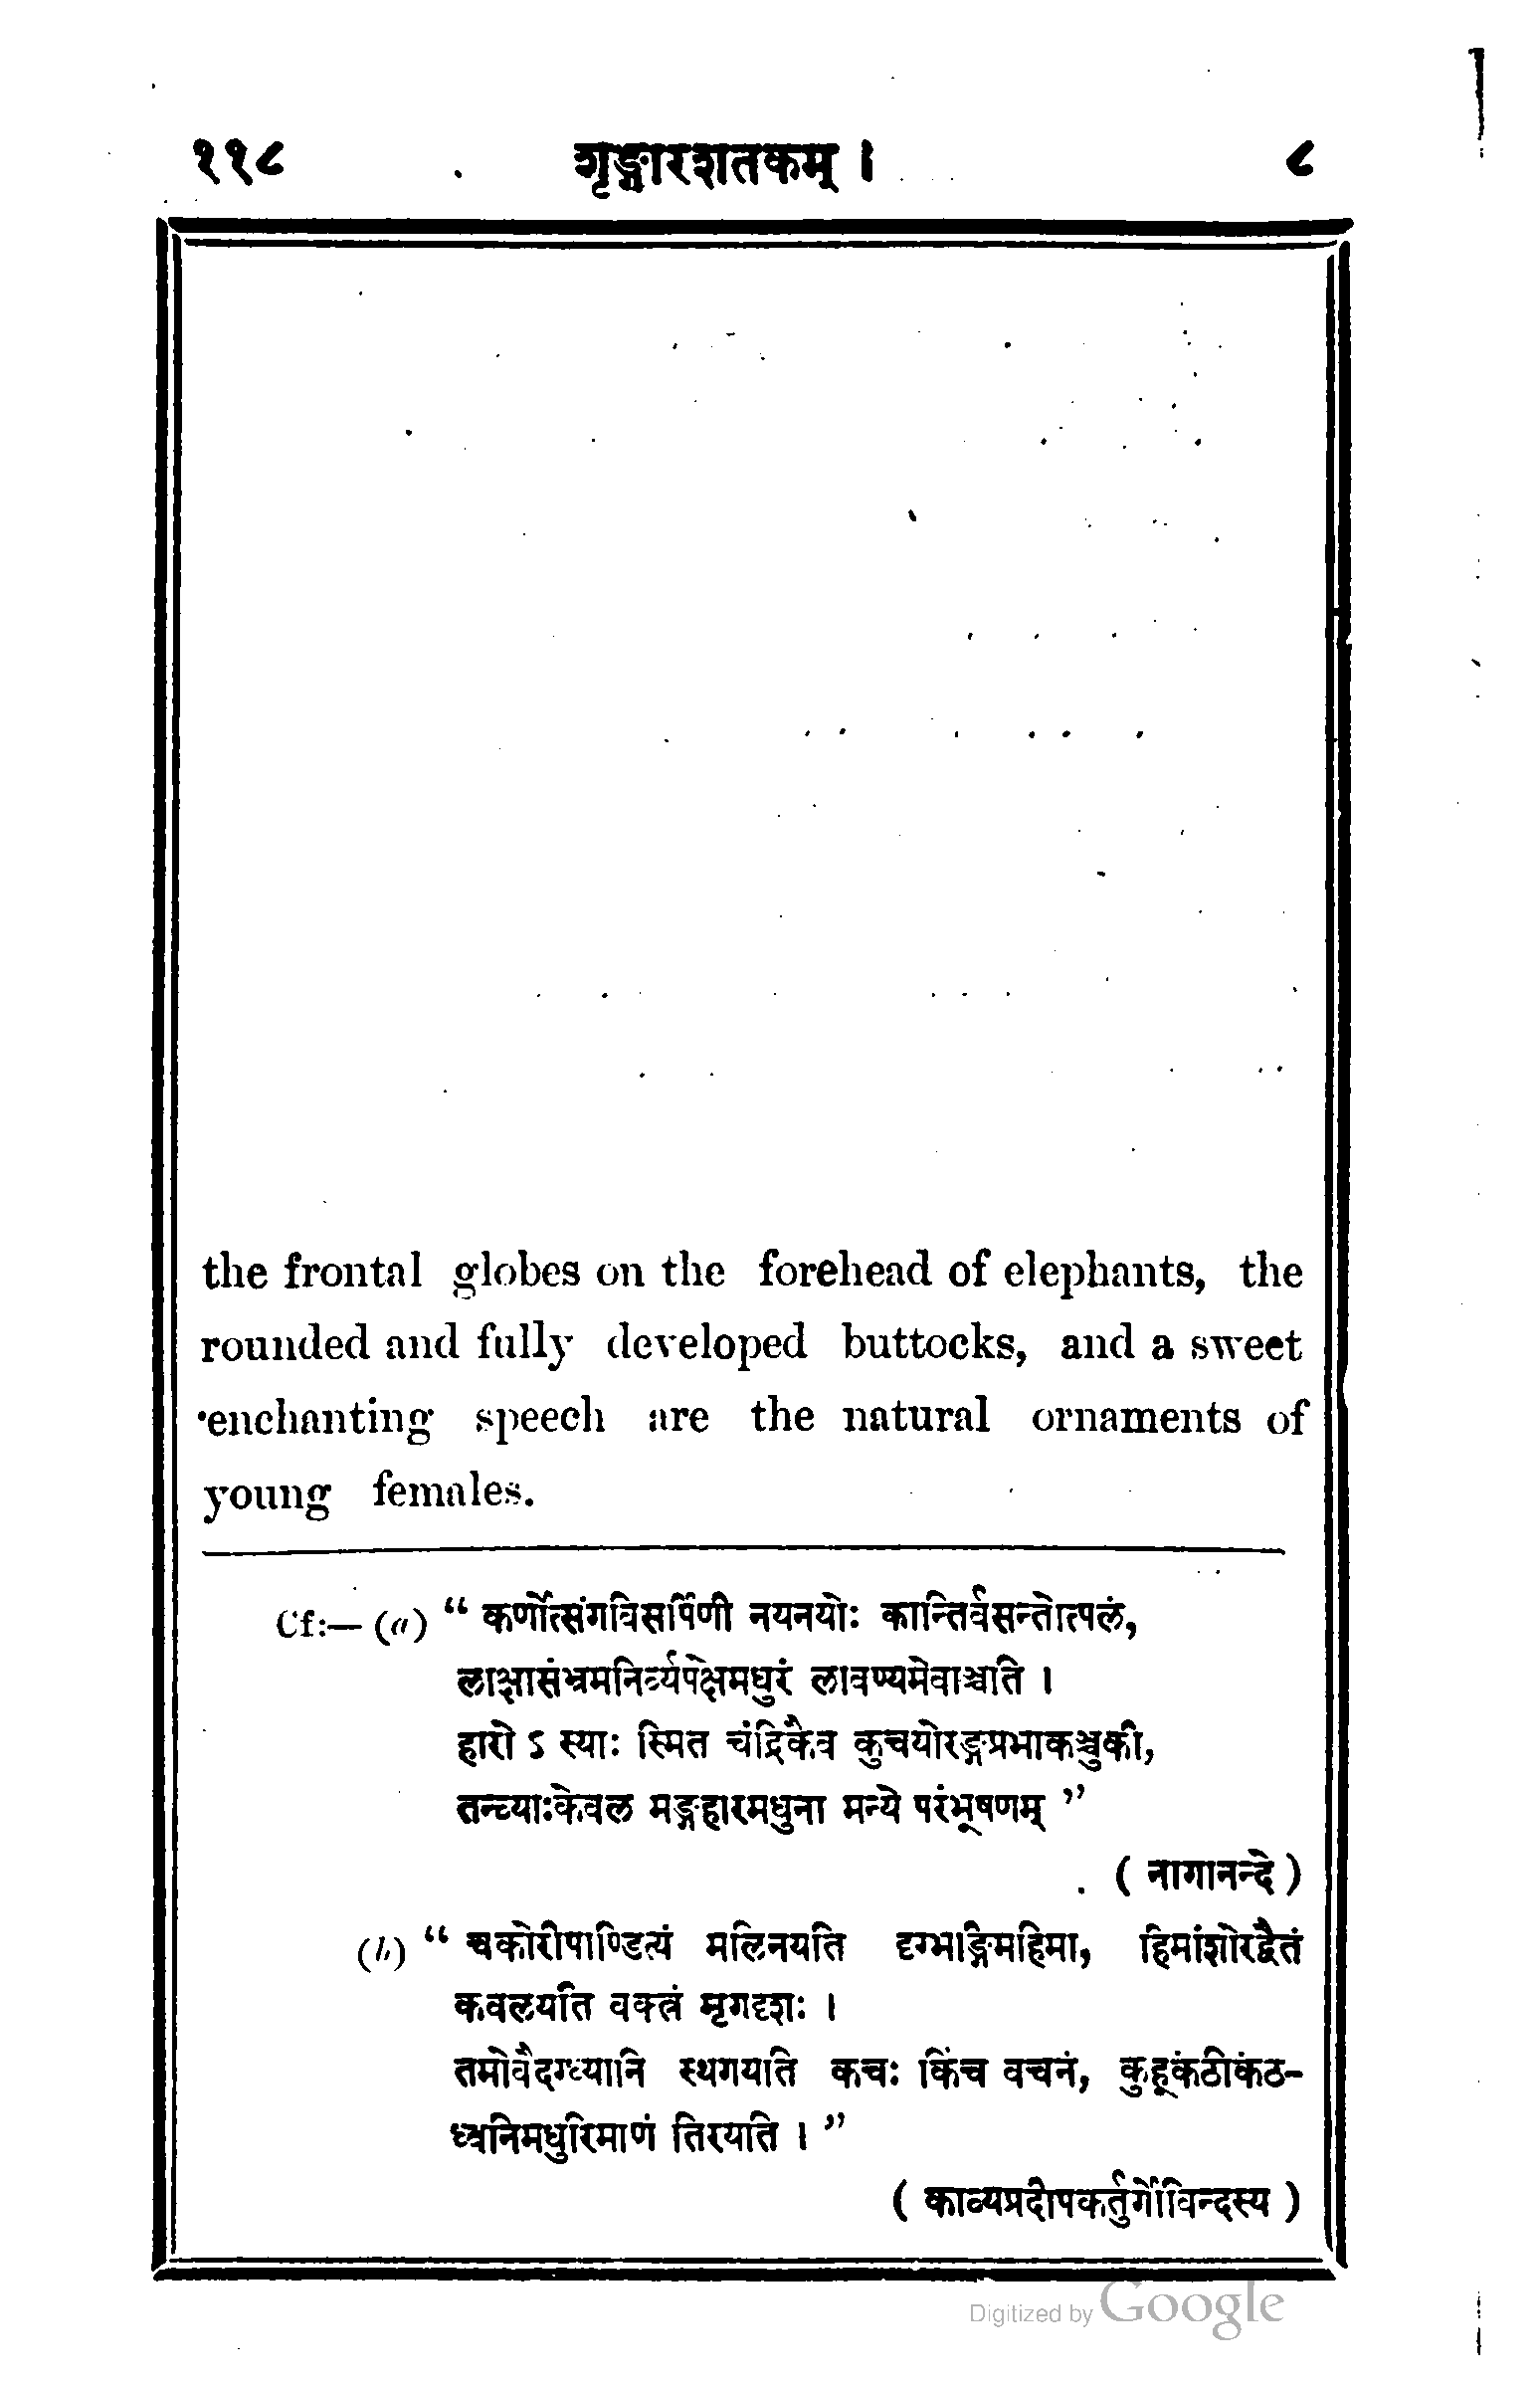 ११८ शृङ्गारशतकम् । ८
the frontal globes on the forehead of elephants, the
rounded and fully developed buttocks, and a sweet
enchanting speech are the natural ornaments of
young females.
Cf:— (a) “ कर्णोत्संगविसर्पिणी नयनयोः कान्तिर्वसन्तोत्पलं,
लाक्षासंभ्रमनिर्व्यपेक्षमधुरं लावण्यमेवाञ्चति ।
हारो ऽ स्याः स्मित चंद्रिकैव कुचयोरङ्गप्रभाकञ्चुकी,
तन्व्याःकेवल मङ्गहारमधुना मन्ये परंभूषणम् ”
( नागानन्दे )
(b) “ चकोरीपाण्डित्यं मलिनयति दृग्भाङ्गिमहिमा, हिमांशोरद्वैतं
कवलयति वक्त्रं मृगदृशः ।
तमोवैदग्ध्यानि स्थगयति कचः किंच वचनं, कुहूकंठीकंठ-
ध्वनिमधुरिमाणं तिरयति । ”
( काव्यप्रदीपकर्तुर्गोविन्दस्य )
Digitized by Google